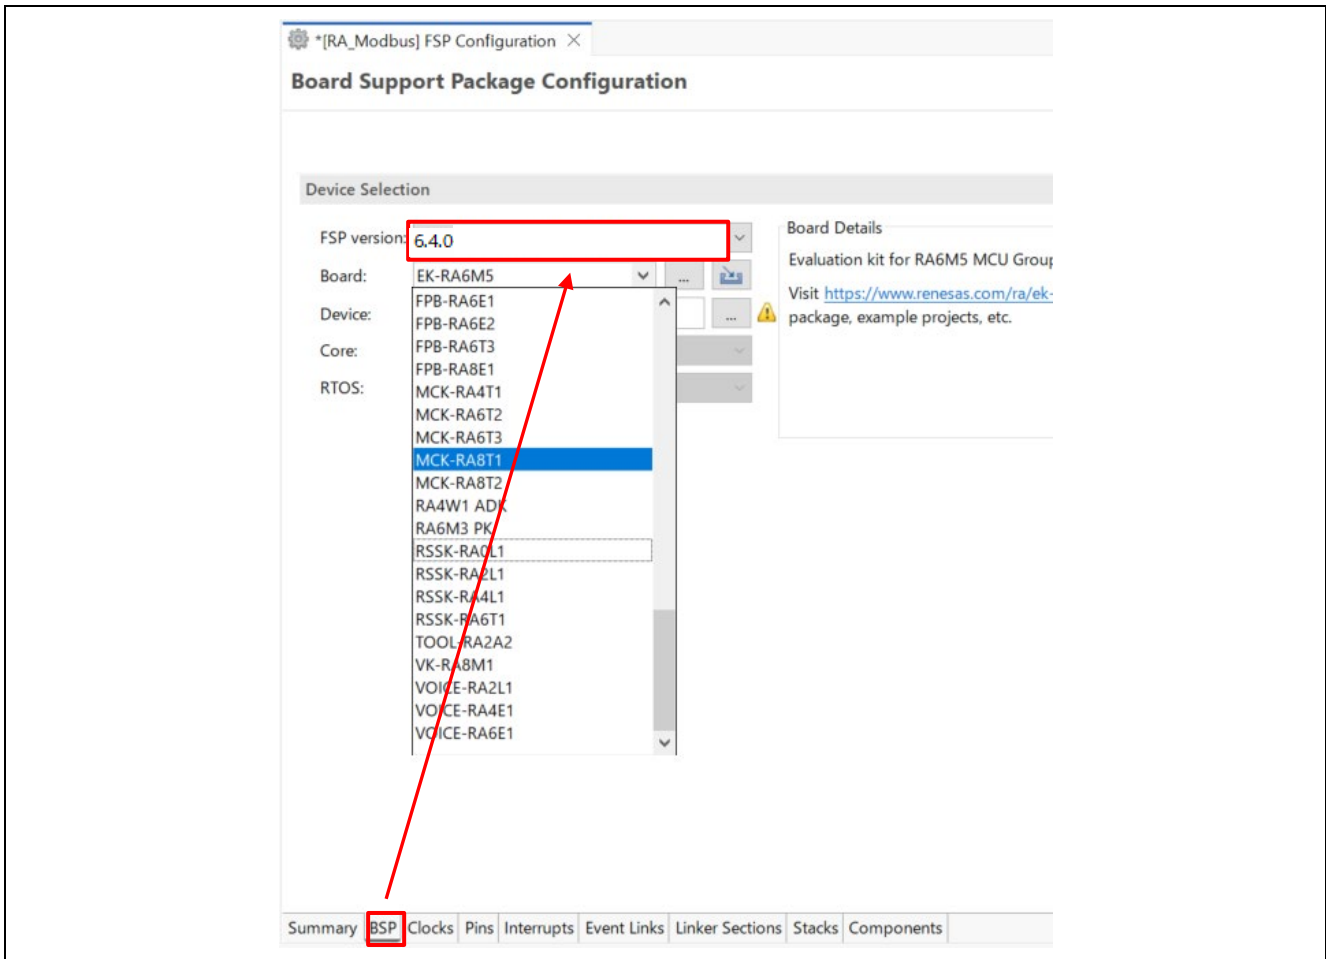 *[RA_Modbus] FSP Configuration
Board Support Package Configuration
Device Selection
FSP version: 6.4.0
Board: EK-RA6M5 ...
Device: ...
Core:
RTOS:
FPB-RA6E1
FPB-RA6E2
FPB-RA6T3
FPB-RA8E1
MCK-RA4T1
MCK-RA6T2
MCK-RA6T3
MCK-RA8T1
MCK-RA8T2
RA4W1 ADK
RA6M3 PK
RSSK-RA0L1
RSSK-RA2L1
RSSK-RA4L1
RSSK-RA6T1
TOOL-RA2A2
VK-RA8M1
VOICE-RA2L1
VOICE-RA4E1
VOICE-RA6E1
Board Details
Evaluation kit for RA6M5 MCU Group
Visit https://www.renesas.com/ra/ek-
package, example projects, etc.
Summary BSP Clocks Pins Interrupts Event Links Linker Sections Stacks Components